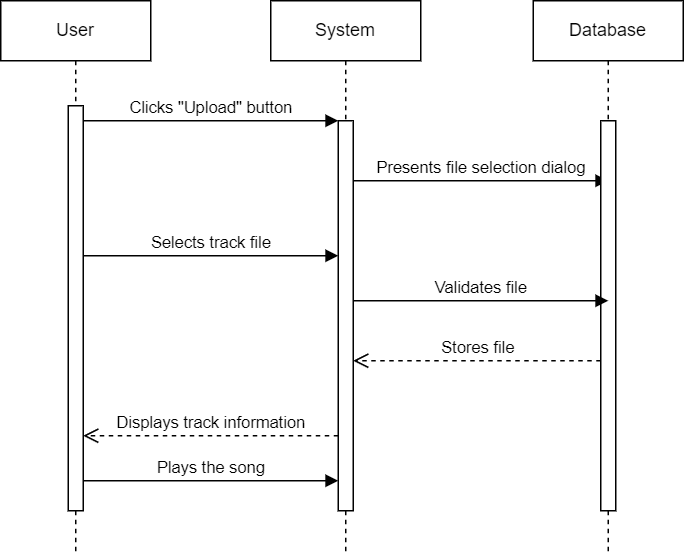 User
System
Database
Clicks "Upload" button
Presents file selection dialog
Selects track file
Validates file
Stores file
Displays track information
Plays the song